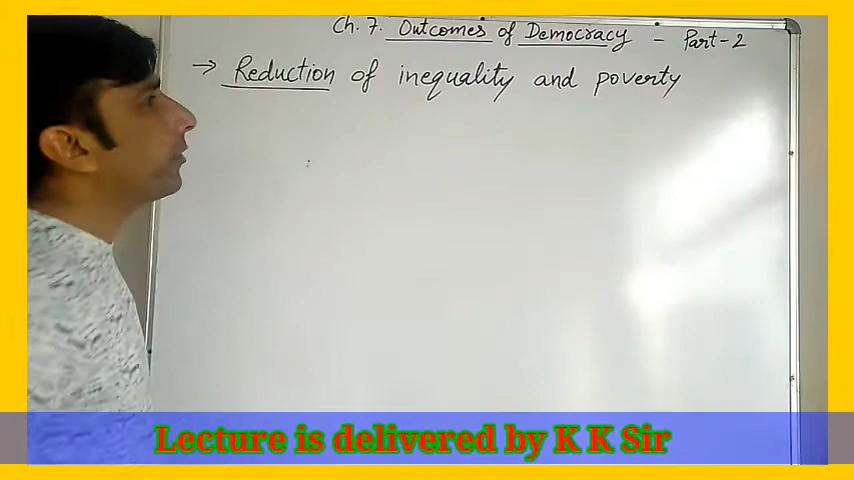 Ch. 7. Outcomes of Democracy - Part-2
→ Reduction of inequality and poverty
Lecture is delivered by K K Sir